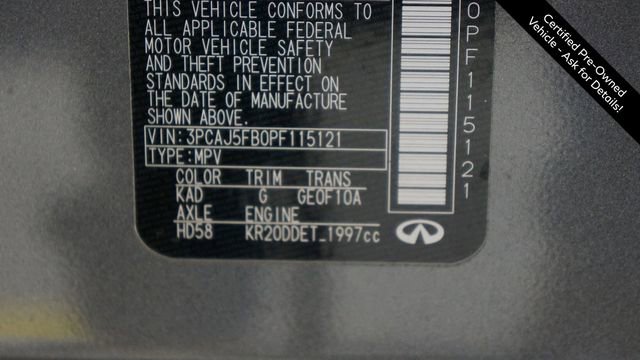 THIS VEHICLE CONFORMS TO
ALL APPLICABLE FEDERAL
MOTOR VEHICLE SAFETY
AND THEFT PREVENTION
STANDARDS IN EFFECT ON
THE DATE OF MANUFACTURE
SHOWN ABOVE.
VIN: 3PCAJ5FB0PF115121
TYPE: MPV
COLOR TRIM TRANS
KAD G GE0F10A
AXLE ENGINE
HD58 KR20DDET 1997cc
0PF115121
Certified Pre-Owned
Vehicle - Ask for Details!